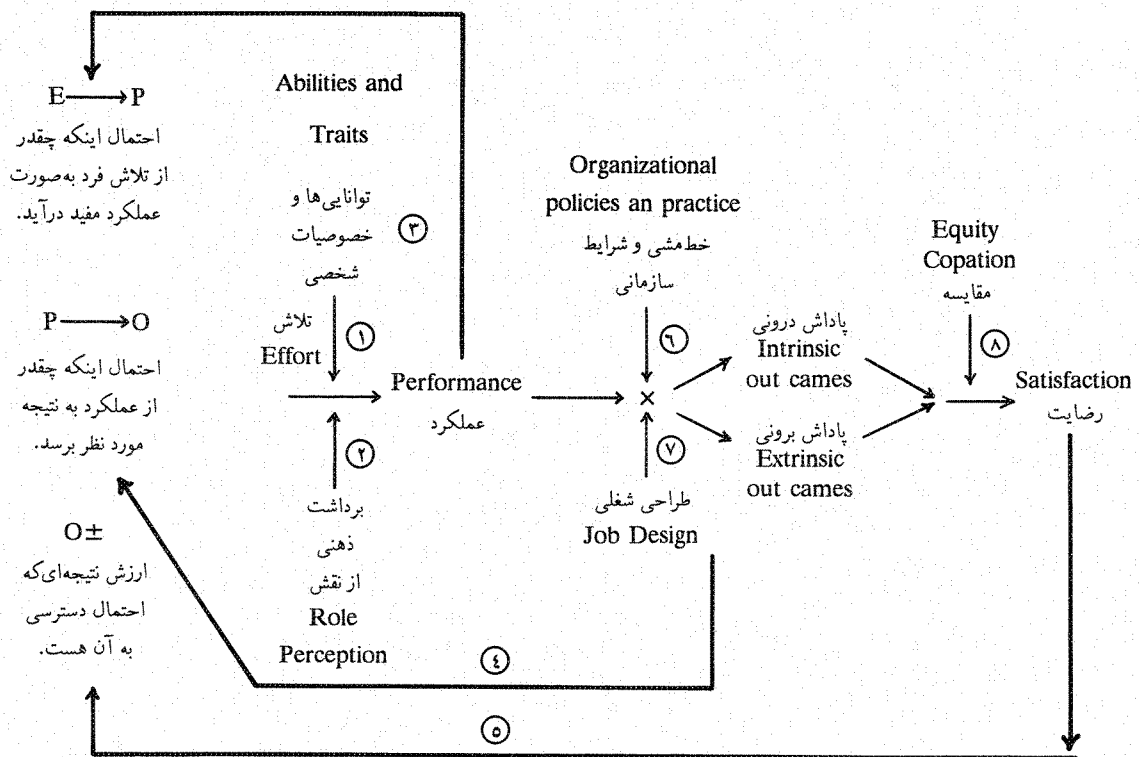 E → P
احتمال اینکه چقدر
از تلاش فرد به‌صورت
عملکرد مفید درآید.
P → O
احتمال اینکه چقدر
از عملکرد به نتیجه
مورد نظر برسد.
O±
ارزش نتیجه‌ای‌که
احتمال دسترسی
به آن هست.
Abilities and
Traits
توانایی‌ها و
خصوصیات
شخصی
۳
تلاش
Effort
۱
۲
برداشت
ذهنی
از نقش
Role
Perception
Performance
عملکرد
Organizational
policies an practice
خط‌مشی و شرایط
سازمانی
۶
×
۷
طراحی شغلی
Job Design
پاداش درونی
Intrinsic
out cames
پاداش برونی
Extrinsic
out cames
Equity
Copation
مقایسه
۸
Satisfaction
رضایت
٤
٥